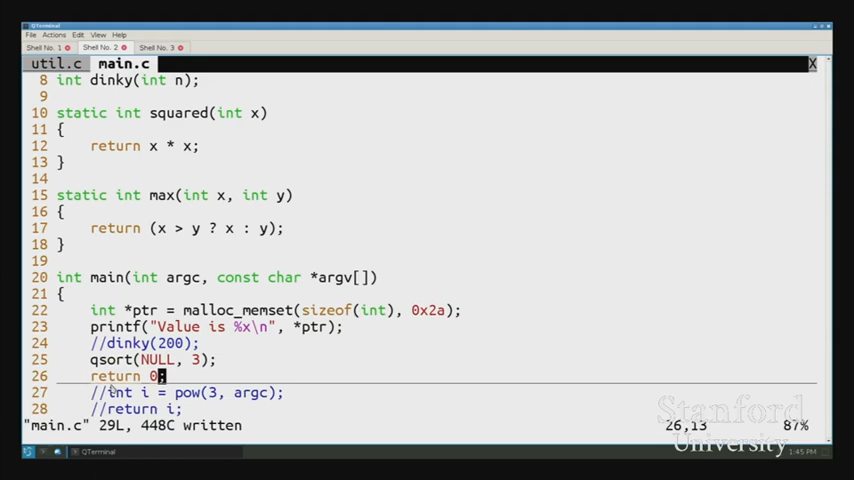 QTerminal
File Actions Edit View Help
Shell No. 1 Shell No. 2 Shell No. 3
util.c main.c X
8 int dinky(int n);
9
10 static int squared(int x)
11 {
12 return x * x;
13 }
14
15 static int max(int x, int y)
16 {
17 return (x > y ? x : y);
18 }
19
20 int main(int argc, const char *argv[])
21 {
22 int *ptr = malloc_memset(sizeof(int), 0x2a);
23 printf("Value is %x\n", *ptr);
24 //dinky(200);
25 qsort(NULL, 3);
26 return 0;
27 //int i = pow(3, argc);
28 //return i;
"main.c" 29L, 448C written 26,13 87%
Stanford
University
QTerminal 1:45 PM